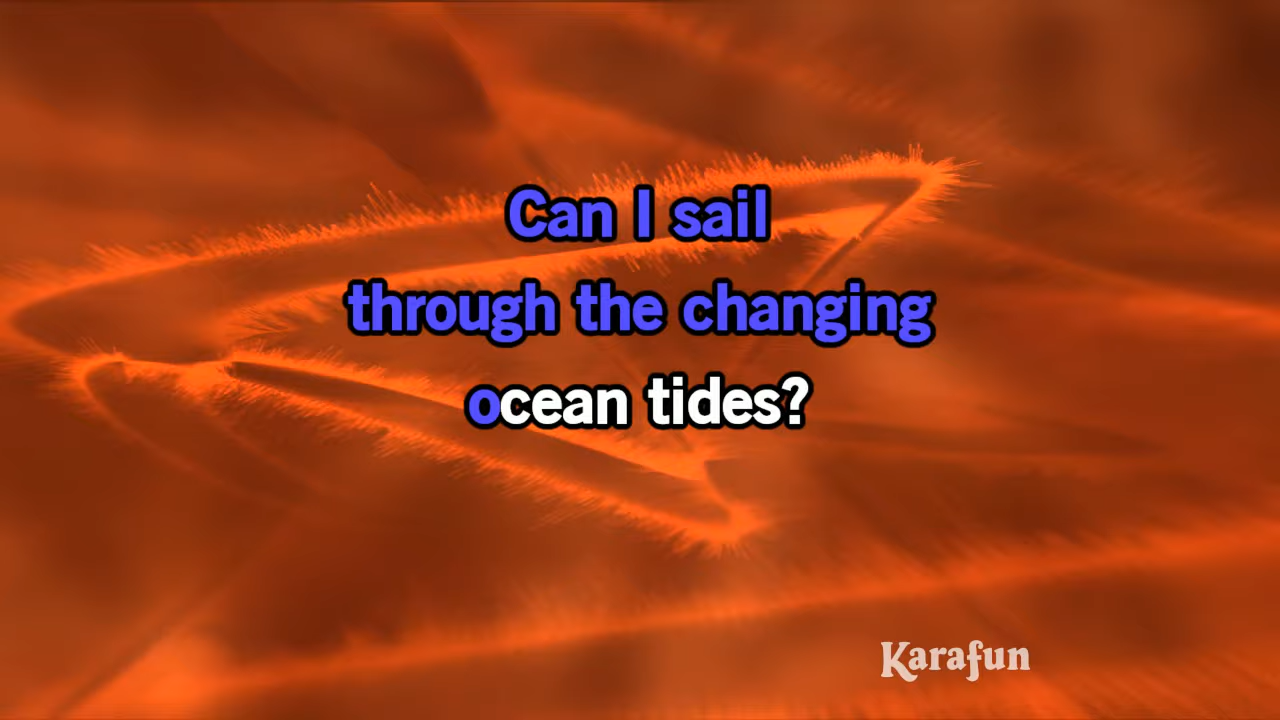 Can I sail
through the changing
ocean tides?
Karafun